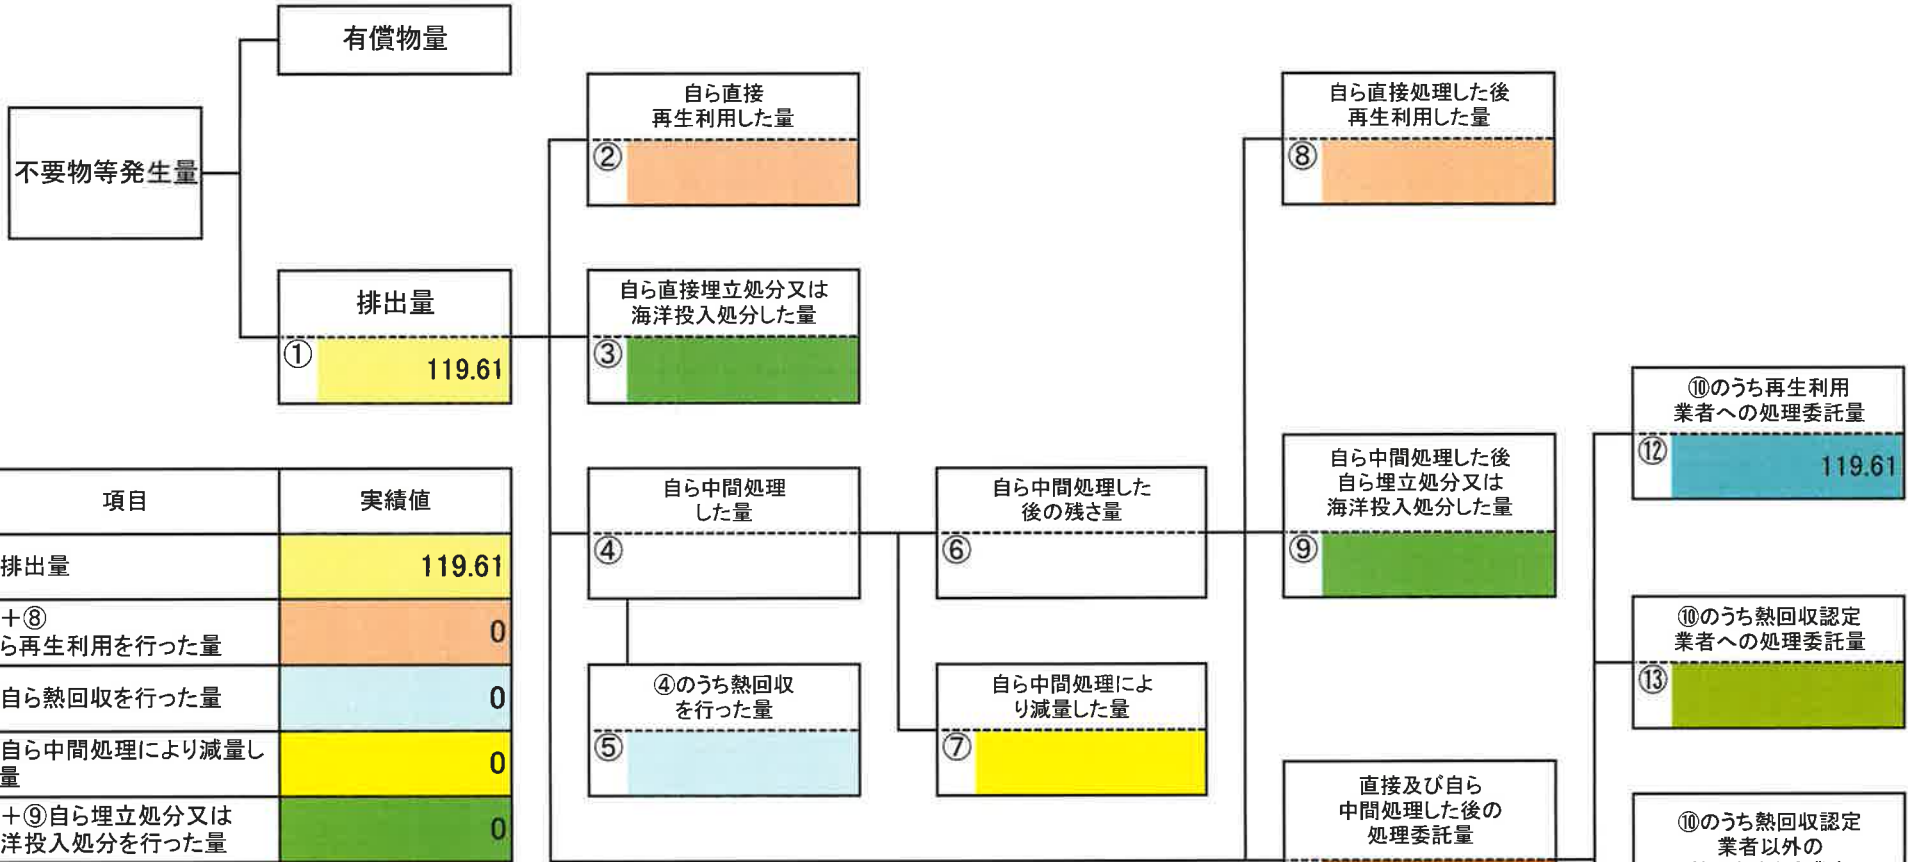 有償物量
不要物等発生量
排出量
①
119.61
自ら直接
再生利用した量
②
自ら直接埋立処分又は
海洋投入処分した量
③
自ら中間処理
した量
④
④のうち熱回収
を行った量
⑤
自ら中間処理した
後の残さ量
⑥
自ら中間処理によ
り減量した量
⑦
自ら直接処理した後
再生利用した量
⑧
自ら中間処理した後
自ら埋立処分又は
海洋投入処分した量
⑨
直接及び自ら
中間処理した後の
処理委託量
⑩のうち再生利用
業者への処理委託量
⑫
119.61
⑩のうち熱回収認定
業者への処理委託量
⑬
⑩のうち熱回収認定
業者以外の
項目 実績値
排出量 119.61
+⑧
ら再生利用を行った量 0
自ら熱回収を行った量 0
自ら中間処理により減量し
量 0
+⑨自ら埋立処分又は
洋投入処分を行った量 0